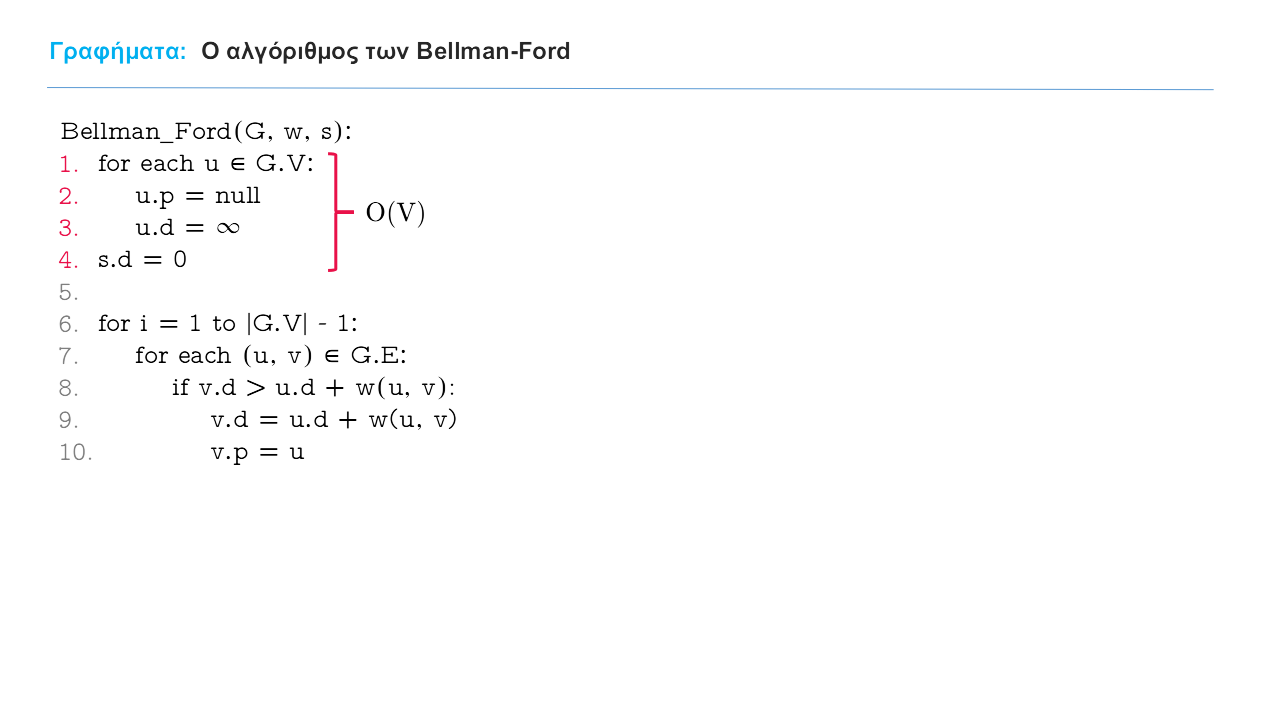 Γραφήματα: Ο αλγόριθμος των Bellman-Ford
Bellman_Ford(G, w, s):
1. for each u ∈ G.V:
2. u.p = null
3. u.d = ∞
O(V)
4. s.d = 0
5.
6. for i = 1 to |G.V| - 1:
7. for each (u, v) ∈ G.E:
8. if v.d > u.d + w(u, v):
9. v.d = u.d + w(u, v)
10. v.p = u